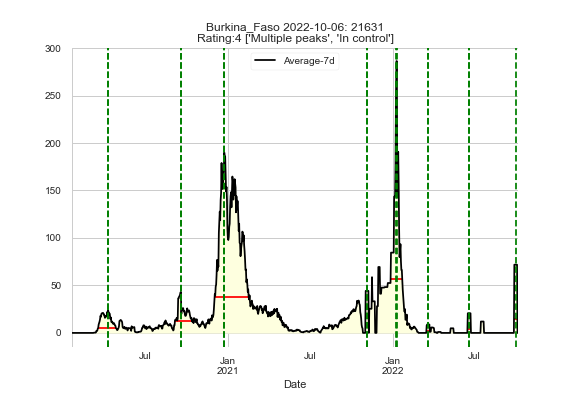 Burkina_Faso 2022-10-06: 21631
Rating:4 ['Multiple peaks', 'In control']
300
Average-7d
250
200
150
100
50
0
Jul
Jan
2021
Jul
Jan
2022
Jul
Date